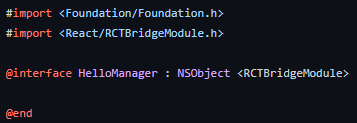 #import <Foundation/Foundation.h>
#import <React/RCTBridgeModule.h>
@interface HelloManager : NSObject <RCTBridgeModule>
@end